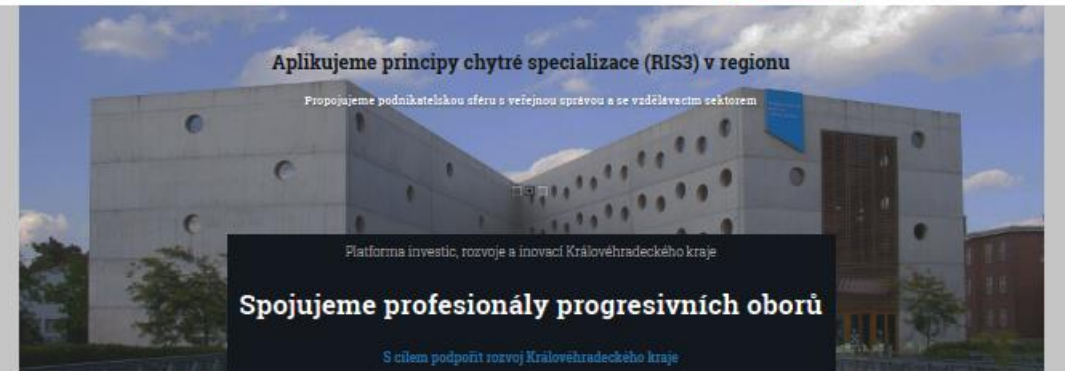 Aplikujeme principy chytré specializace (RIS3) v regionu
Propojujeme podnikatelskou sféru s veřejnou správou a se vzdělávacím sektorem
Platforma investic, rozvoje a inovací Královéhradeckého kraje
Spojujeme profesionály progresivních oborů
S cílem podpořit rozvoj Královéhradeckého kraje